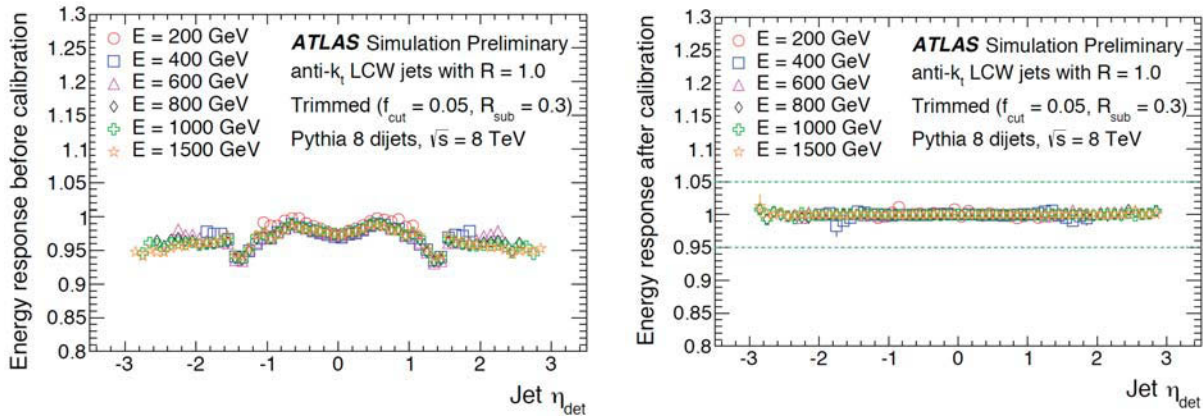 Energy response before calibration
1.3
1.25
1.2
1.15
1.1
1.05
1
0.95
0.9
0.85
0.8
E = 200 GeV
E = 400 GeV
E = 600 GeV
E = 800 GeV
E = 1000 GeV
E = 1500 GeV
ATLAS Simulation Preliminary
anti-kt LCW jets with R = 1.0
Trimmed (fcut = 0.05, Rsub = 0.3)
Pythia 8 dijets, √s = 8 TeV
-3 -2 -1 0 1 2 3
Jet ηdet
Energy response after calibration
1.3
1.25
1.2
1.15
1.1
1.05
1
0.95
0.9
0.85
0.8
E = 200 GeV
E = 400 GeV
E = 600 GeV
E = 800 GeV
E = 1000 GeV
E = 1500 GeV
ATLAS Simulation Preliminary
anti-kt LCW jets with R = 1.0
Trimmed (fcut = 0.05, Rsub = 0.3)
Pythia 8 dijets, √s = 8 TeV
-3 -2 -1 0 1 2 3
Jet ηdet